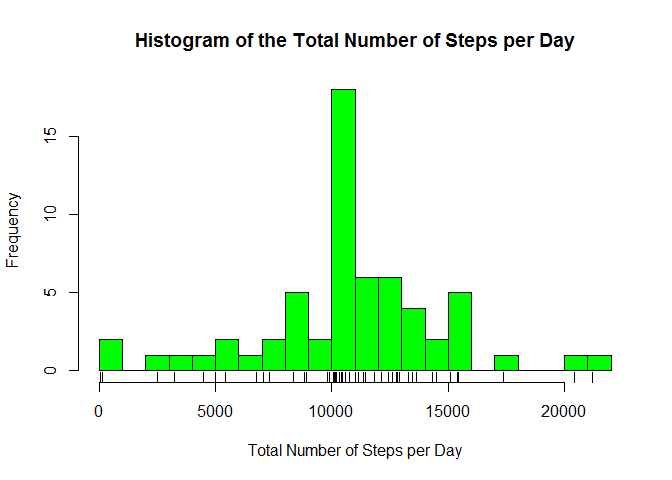 Histogram of the Total Number of Steps per Day
Frequency
15
10
5
0
0 5000 10000 15000 20000
Total Number of Steps per Day